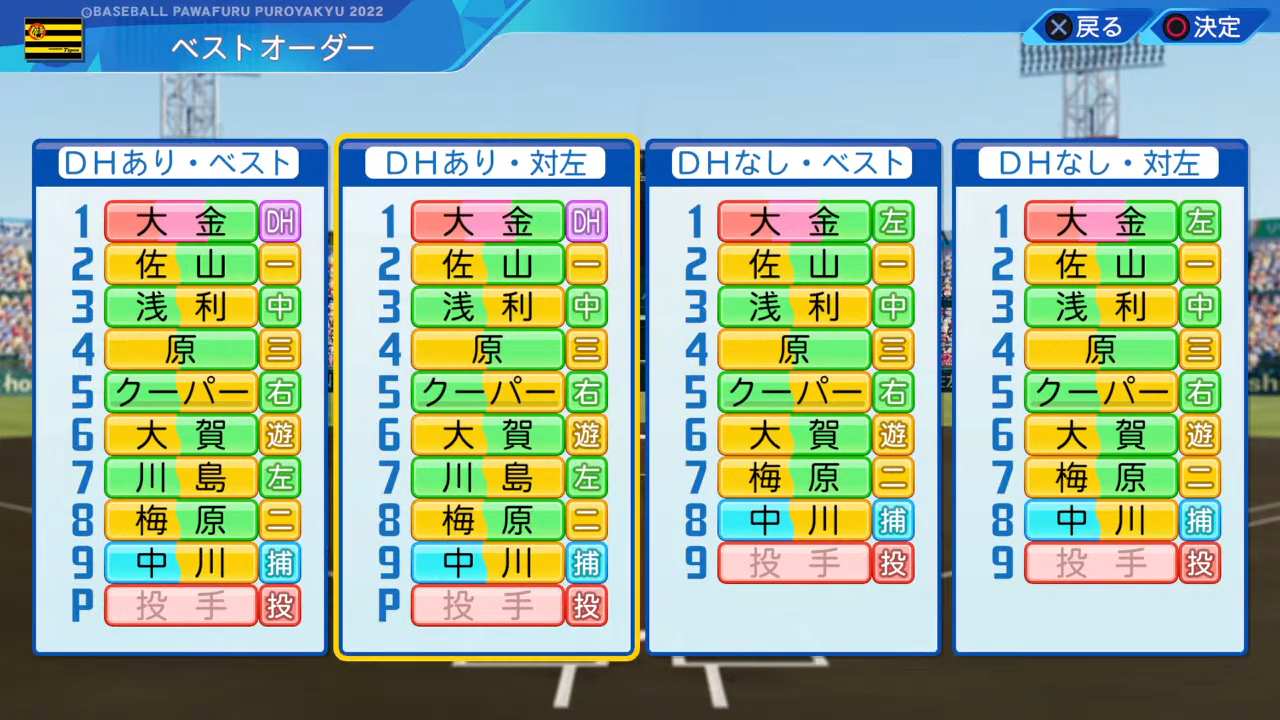 ©BASEBALL PAWAFURU PUROYAKYU 2022
ベストオーダー
戻る
決定
DHあり・ベスト
1 大金 DH
2 佐山 一
3 浅利 中
4 原 三
5 クーパー 右
6 大賀 遊
7 川島 左
8 梅原 二
9 中川 捕
P 投手 投
DHあり・対左
1 大金 DH
2 佐山 一
3 浅利 中
4 原 三
5 クーパー 右
6 大賀 遊
7 川島 左
8 梅原 二
9 中川 捕
P 投手 投
DHなし・ベスト
1 大金 左
2 佐山 一
3 浅利 中
4 原 三
5 クーパー 右
6 大賀 遊
7 梅原 二
8 中川 捕
9 投手 投
DHなし・対左
1 大金 左
2 佐山 一
3 浅利 中
4 原 三
5 クーパー 右
6 大賀 遊
7 梅原 二
8 中川 捕
9 投手 投